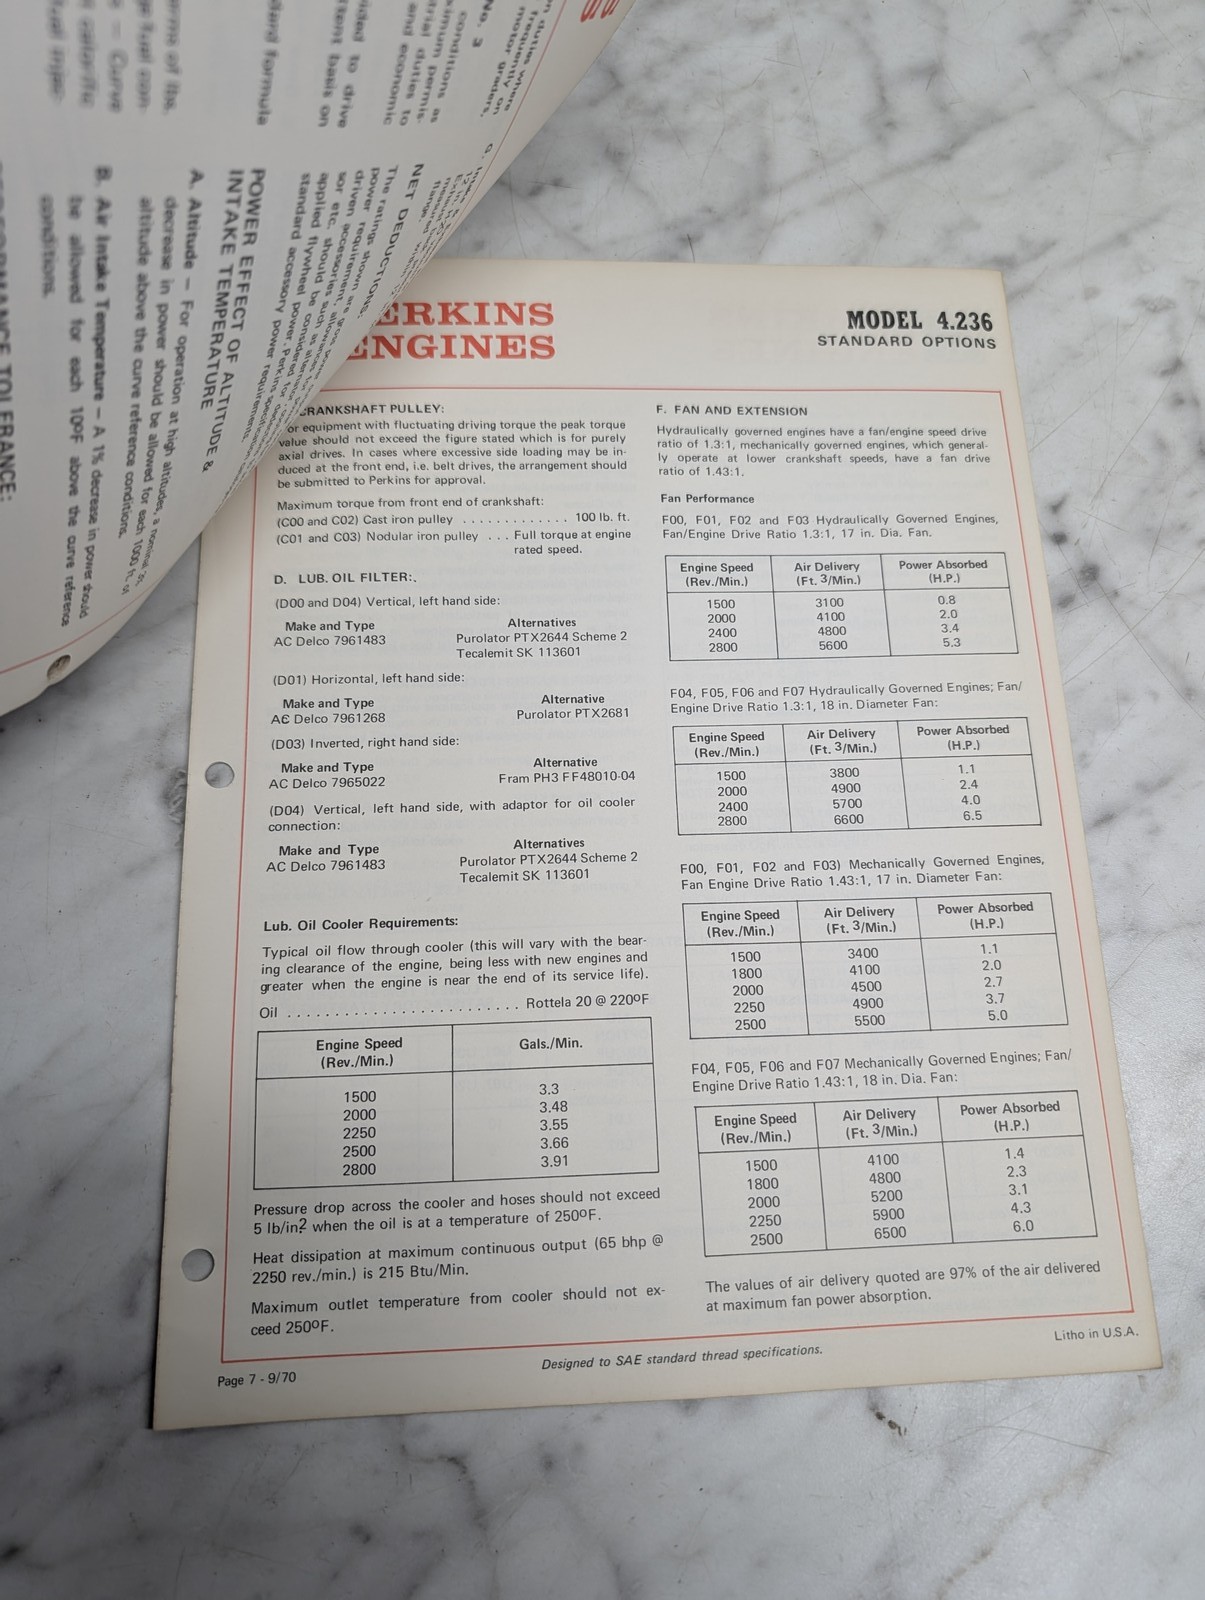 No. 3
conditions as
and economic
vided to drive
POWER EFFECT OF ALTITUDE &
INTAKE TEMPERATURE
A. Altitude — For operation at high altitudes, a nominal
decrease in power should be allowed for each 1000 ft. of
altitude above the curve reference conditions.
B. Air Intake Temperature — A 1% decrease in power should
be allowed for each 10ºF above the curve reference
conditions.
NET DEDUCTIONS:
The ratings shown are
power requirement
standard accessory power requirements.
ERKINS
ENGINES
MODEL 4.236
STANDARD OPTIONS
CRANKSHAFT PULLEY:
or equipment with fluctuating driving torque the peak torque
value should not exceed the figure stated which is for purely
axial drives. In cases where excessive side loading may be in-
duced at the front end, i.e. belt drives, the arrangement should
be submitted to Perkins for approval.
Maximum torque from front end of crankshaft:
(C00 and C02) Cast iron pulley . . . . . . . . . . . . . 100 lb. ft.
(C01 and C03) Nodular iron pulley . . . Full torque at engine
rated speed.
D. LUB. OIL FILTER:.
(D00 and D04) Vertical, left hand side:
Make and Type Alternatives
AC Delco 7961483 Purolator PTX2644 Scheme 2
Tecalemit SK 113601
(D01) Horizontal, left hand side:
Make and Type Alternative
AC Delco 7961268 Purolator PTX2681
(D03) Inverted, right hand side:
Make and Type Alternative
AC Delco 7965022 Fram PH3 FF48010-04
(D04) Vertical, left hand side, with adaptor for oil cooler
connection:
Make and Type Alternatives
AC Delco 7961483 Purolator PTX2644 Scheme 2
Tecalemit SK 113601
Lub. Oil Cooler Requirements:
Typical oil flow through cooler (this will vary with the bear-
ing clearance of the engine, being less with new engines and
greater when the engine is near the end of its service life).
Oil . . . . . . . . . . . . . . . . . . . . . . . . . Rottela 20 @ 220ºF
Engine Speed Gals./Min.
(Rev./Min.)
1500 3.3
2000 3.48
2250 3.55
2500 3.66
2800 3.91
Pressure drop across the cooler and hoses should not exceed
5 lb/in2 when the oil is at a temperature of 250ºF.
Heat dissipation at maximum continuous output (65 bhp @
2250 rev./min.) is 215 Btu/Min.
Maximum outlet temperature from cooler should not ex-
ceed 250ºF.
F. FAN AND EXTENSION
Hydraulically governed engines have a fan/engine speed drive
ratio of 1.3:1, mechanically governed engines, which general-
ly operate at lower crankshaft speeds, have a fan drive
ratio of 1.43:1.
Fan Performance
F00, F01, F02 and F03 Hydraulically Governed Engines,
Fan/Engine Drive Ratio 1.3:1, 17 in. Dia. Fan.
Engine Speed Air Delivery Power Absorbed
(Rev./Min.) (Ft. 3/Min.) (H.P.)
1500 3100 0.8
2000 4100 2.0
2400 4800 3.4
2800 5600 5.3
F04, F05, F06 and F07 Hydraulically Governed Engines; Fan/
Engine Drive Ratio 1.3:1, 18 in. Diameter Fan:
Engine Speed Air Delivery Power Absorbed
(Rev./Min.) (Ft. 3/Min.) (H.P.)
1500 3800 1.1
2000 4900 2.4
2400 5700 4.0
2800 6600 6.5
F00, F01, F02 and F03) Mechanically Governed Engines,
Fan Engine Drive Ratio 1.43:1, 17 in. Diameter Fan:
Engine Speed Air Delivery Power Absorbed
(Rev./Min.) (Ft. 3/Min.) (H.P.)
1500 3400 1.1
1800 4100 2.0
2000 4500 2.7
2250 4900 3.7
2500 5500 5.0
F04, F05, F06 and F07 Mechanically Governed Engines; Fan/
Engine Drive Ratio 1.43:1, 18 in. Dia. Fan:
Engine Speed Air Delivery Power Absorbed
(Rev./Min.) (Ft. 3/Min.) (H.P.)
1500 4100 1.4
1800 4800 2.3
2000 5200 3.1
2250 5900 4.3
2500 6500 6.0
The values of air delivery quoted are 97% of the air delivered
at maximum fan power absorption.
Page 7 - 9/70
Designed to SAE standard thread specifications.
Litho in U.S.A.